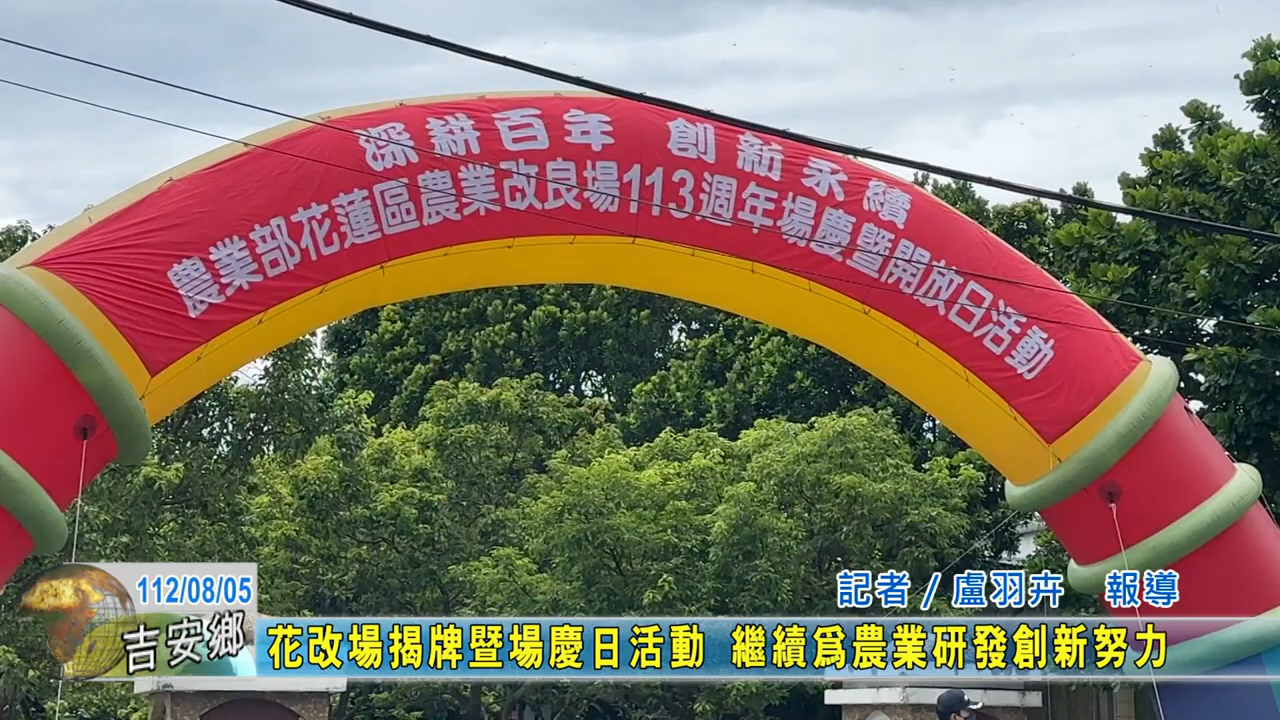 深耕百年 創新永續
農業部花蓮區農業改良場113週年場慶暨開放日活動
112/08/05
記者/盧羽卉 報導
吉安鄉
花改場揭牌暨場慶日活動 繼續爲農業研發創新努力